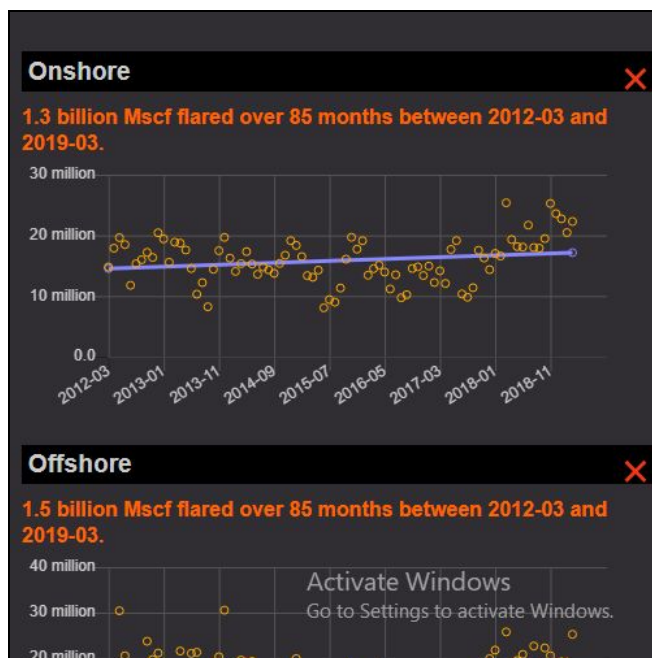 Onshore
1.3 billion Mscf flared over 85 months between 2012-03 and
2019-03.
30 million
20 million
10 million
0.0
2012-03 2013-01 2013-11 2014-09 2015-07 2016-05 2017-03 2018-01 2018-11
Offshore
1.5 billion Mscf flared over 85 months between 2012-03 and
2019-03.
40 million
Activate Windows
30 million
Go to Settings to activate Windows.
20 million